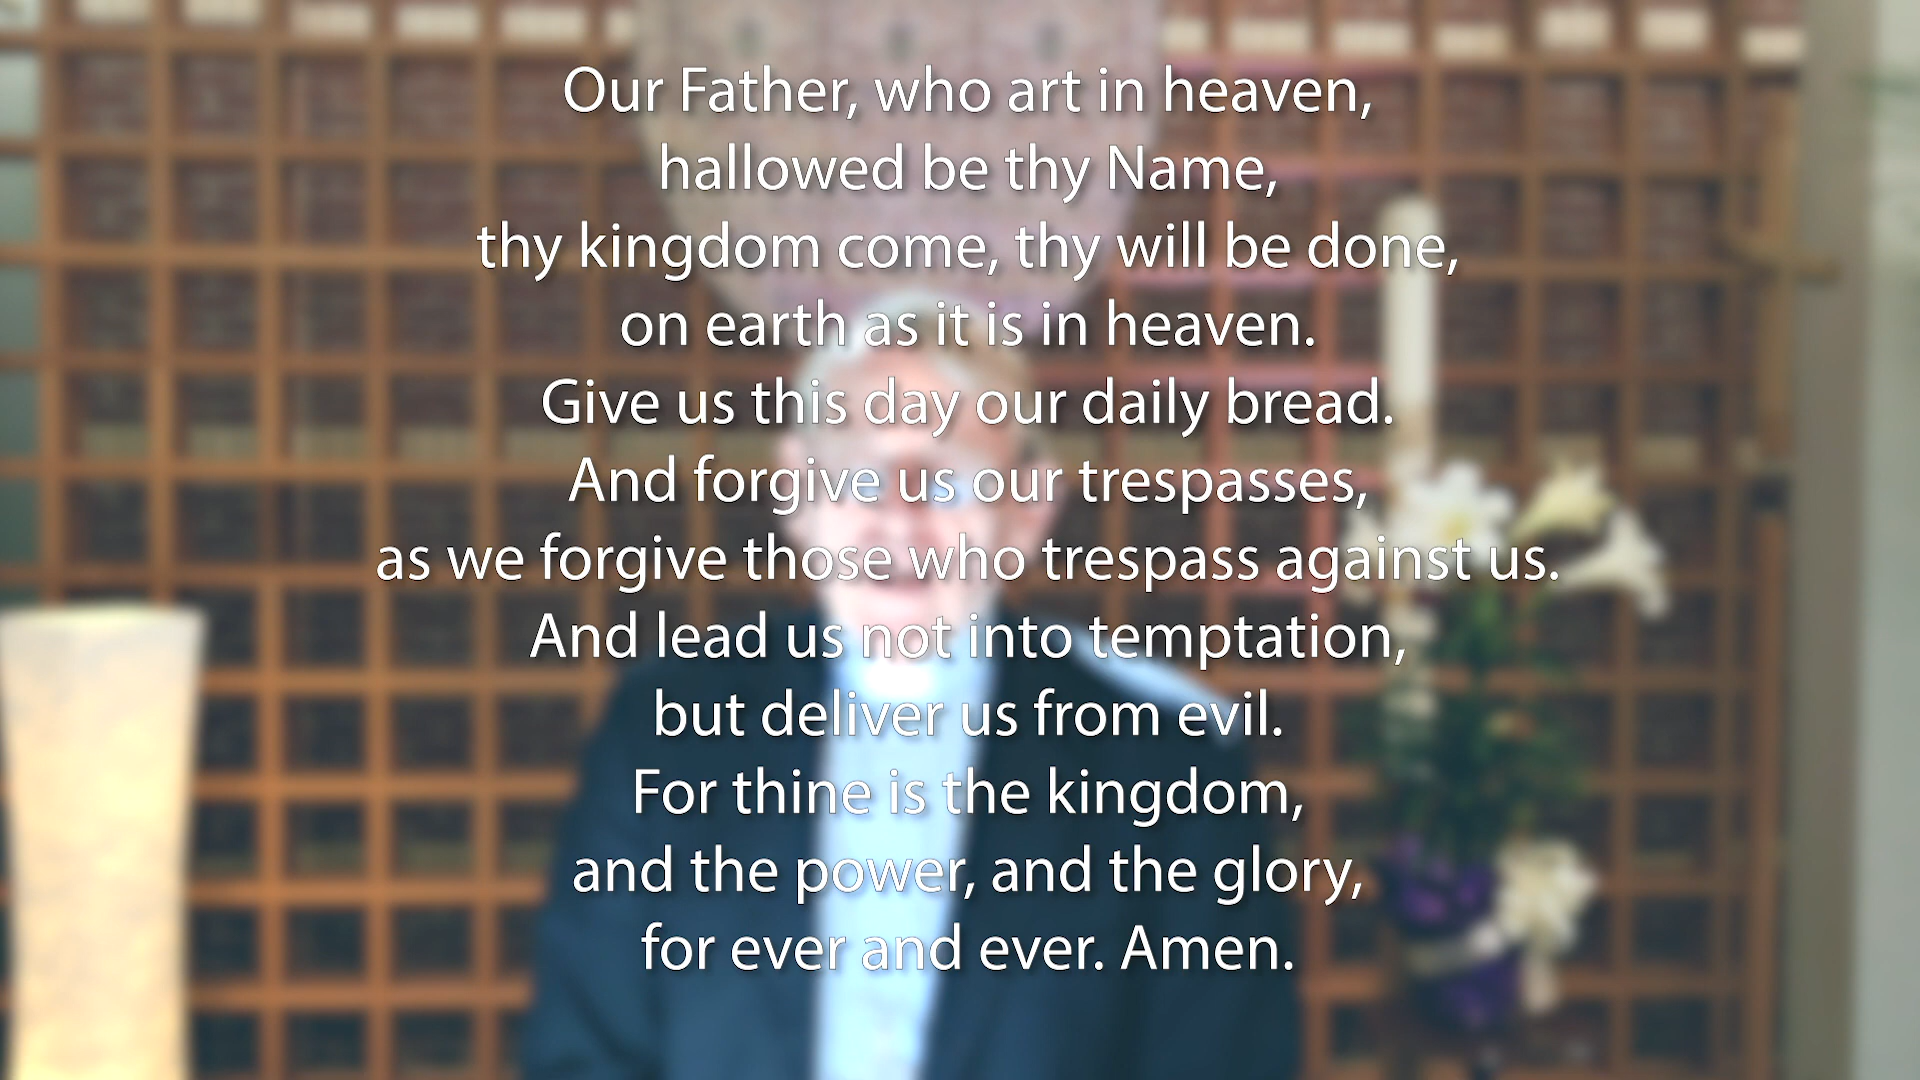 Our Father, who art in heaven,
hallowed be thy Name,
thy kingdom come, thy will be done,
on earth as it is in heaven.
Give us this day our daily bread.
And forgive us our trespasses,
as we forgive those who trespass against us.
And lead us not into temptation,
but deliver us from evil.
For thine is the kingdom,
and the power, and the glory,
for ever and ever. Amen.